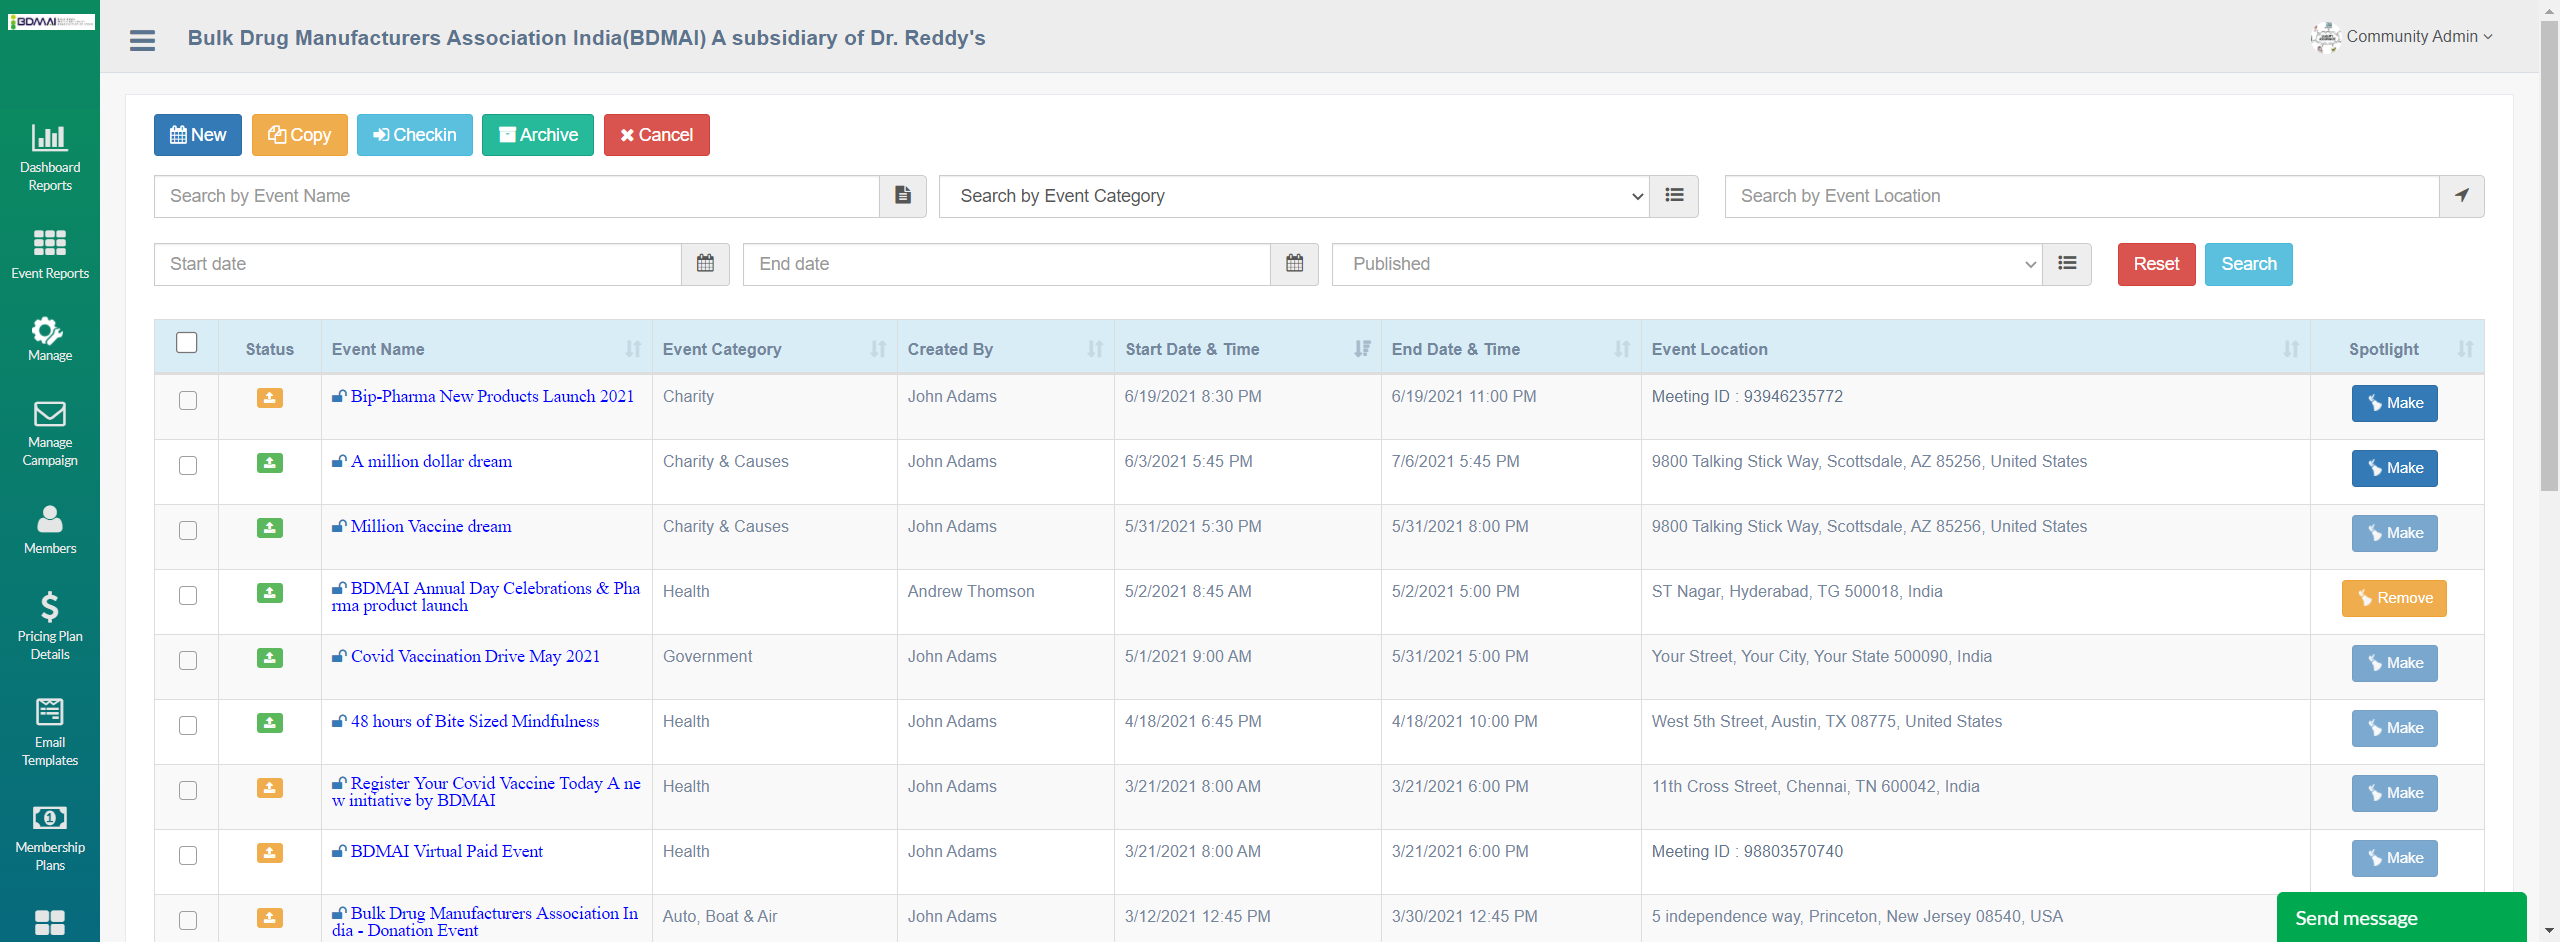 BDMAI
Bulk Drug Manufacturers Association India(BDMAI) A subsidiary of Dr. Reddy's
Community Admin
Dashboard
Reports
Event Reports
Manage
Manage
Campaign
Members
Pricing Plan
Details
Email
Templates
Membership
Plans
New Copy Checkin Archive Cancel
Search by Event Name Search by Event Category Search by Event Location
Start date End date Published Reset Search
Status Event Name Event Category Created By Start Date & Time End Date & Time Event Location Spotlight
Bip-Pharma New Products Launch 2021 Charity John Adams 6/19/2021 8:30 PM 6/19/2021 11:00 PM Meeting ID : 93946235772 Make
A million dollar dream Charity & Causes John Adams 6/3/2021 5:45 PM 7/6/2021 5:45 PM 9800 Talking Stick Way, Scottsdale, AZ 85256, United States Make
Million Vaccine dream Charity & Causes John Adams 5/31/2021 5:30 PM 5/31/2021 8:00 PM 9800 Talking Stick Way, Scottsdale, AZ 85256, United States Make
BDMAI Annual Day Celebrations & Pha
rma product launch Health Andrew Thomson 5/2/2021 8:45 AM 5/2/2021 5:00 PM ST Nagar, Hyderabad, TG 500018, India Remove
Covid Vaccination Drive May 2021 Government John Adams 5/1/2021 9:00 AM 5/31/2021 5:00 PM Your Street, Your City, Your State 500090, India Make
48 hours of Bite Sized Mindfulness Health John Adams 4/18/2021 6:45 PM 4/18/2021 10:00 PM West 5th Street, Austin, TX 08775, United States Make
Register Your Covid Vaccine Today A ne
w initiative by BDMAI Health John Adams 3/21/2021 8:00 AM 3/21/2021 6:00 PM 11th Cross Street, Chennai, TN 600042, India Make
BDMAI Virtual Paid Event Health John Adams 3/21/2021 8:00 AM 3/21/2021 6:00 PM Meeting ID : 98803570740 Make
Bulk Drug Manufacturers Association In
dia - Donation Event Auto, Boat & Air John Adams 3/12/2021 12:45 PM 3/30/2021 12:45 PM 5 independence way, Princeton, New Jersey 08540, USA
Send message